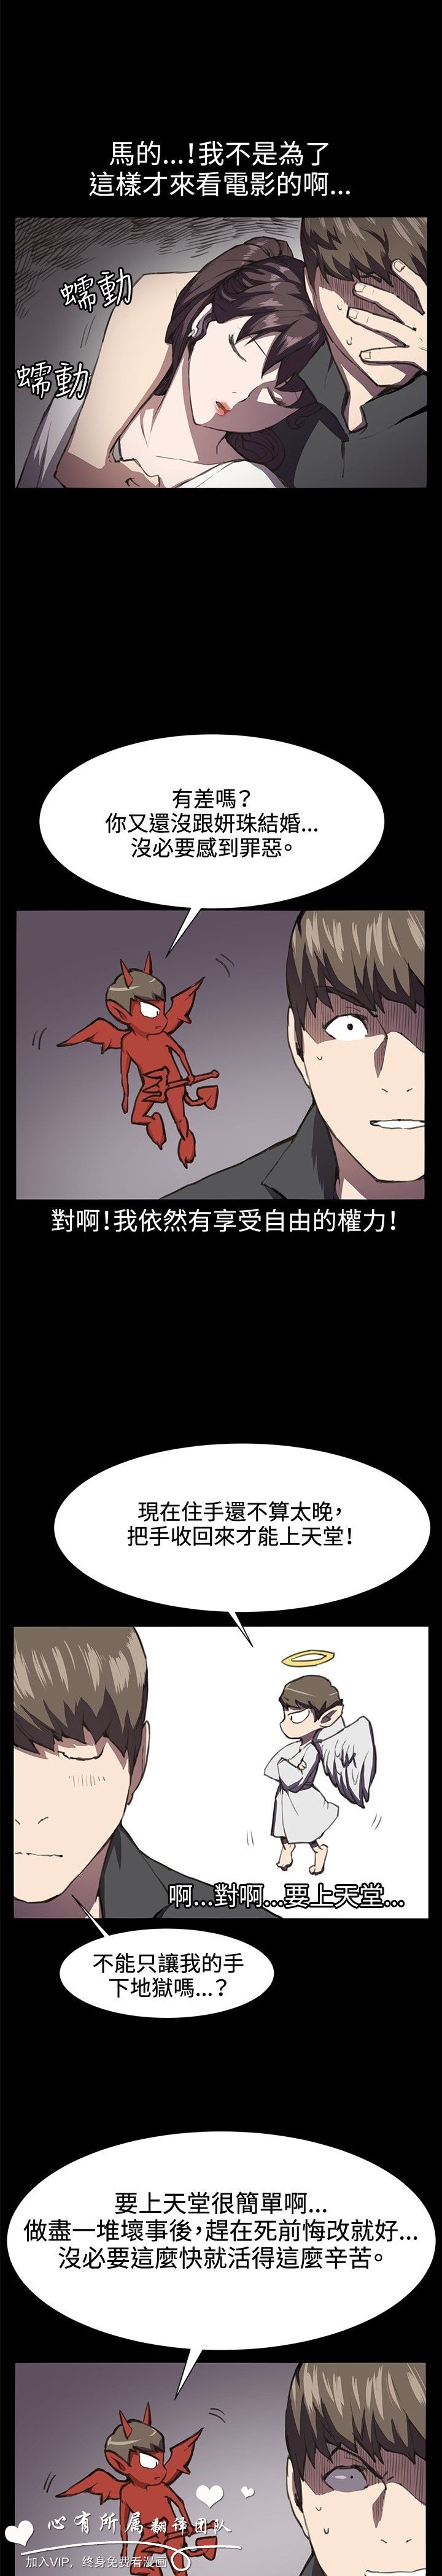 馬的...！我不是為了
這樣才來看電影的啊...
蠕動
蠕動
有差嗎？
你又還沒跟妍珠結婚...
沒必要感到罪惡。
對啊！我依然有享受自由的權力！
現在住手還不算太晚，
把手收回來才能上天堂！
啊...對啊...要上天堂...
不能只讓我的手
下地獄嗎...？
要上天堂很簡單啊...
做盡一堆壞事後，趕在死前悔改就好...
沒必要這麼快就活得這麼辛苦。
心有所属翻译团队
加入VIP，终身免费看漫画